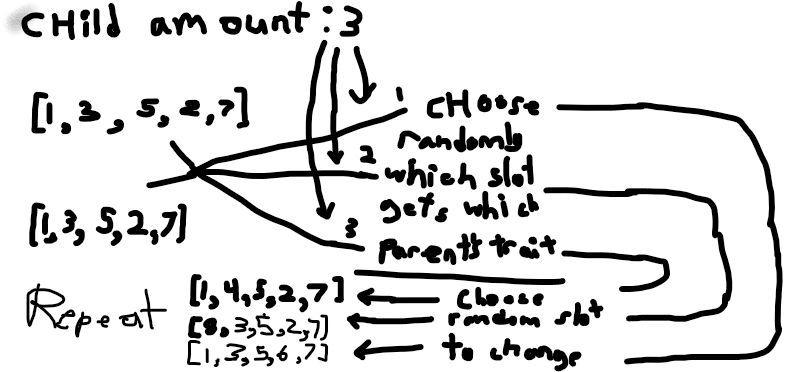 Child amount : 3
[1, 3, 5, 2, 7]
1 choose
randomly
2 which slot
gets which
[1, 3, 5, 2, 7]
3 parents trait
Repeat
[1, 4, 5, 2, 7] choose
[8, 3, 5, 2, 7] random slot
[1, 3, 5, 6, 7] to change